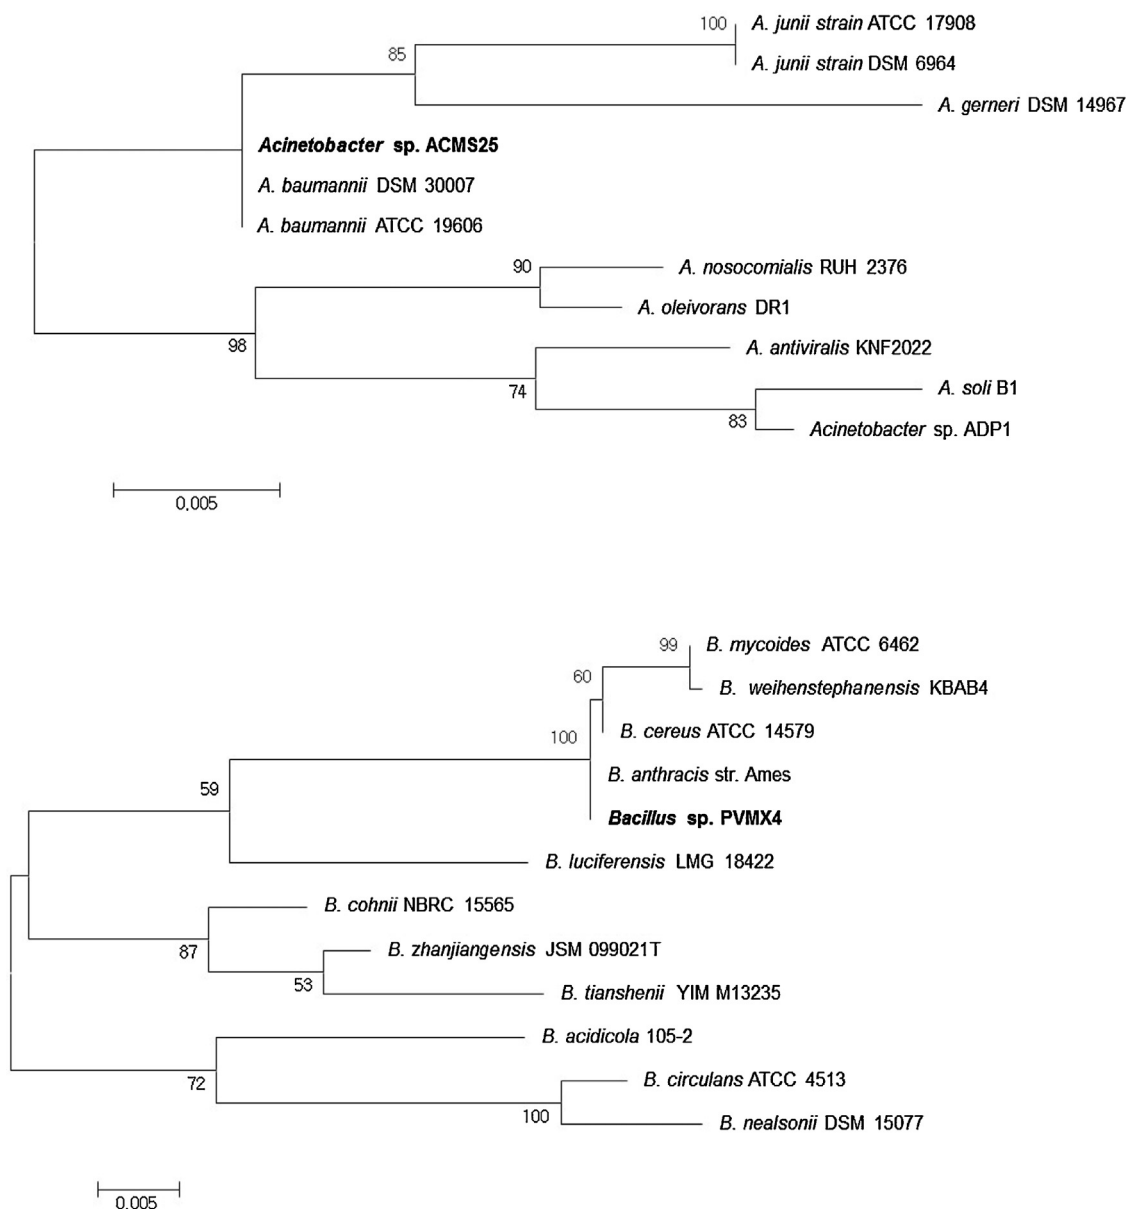 100
A. junii strain ATCC 17908
85
A. junii strain DSM 6964
A. gerneri DSM 14967
Acinetobacter sp. ACMS25
A. baumannii DSM 30007
A. baumannii ATCC 19606
90
A. nosocomialis RUH 2376
A. oleivorans DR1
98
A. antiviralis KNF2022
74
A. soli B1
83
Acinetobacter sp. ADP1
0.005
99
B. mycoides ATCC 6462
60
B. weihenstephanensis KBAB4
B. cereus ATCC 14579
100
B. anthracis str. Ames
59
Bacillus sp. PVMX4
B. luciferensis LMG 18422
B. cohnii NBRC 15565
87
B. zhanjiangensis JSM 099021T
53
B. tianshenii YIM M13235
B. acidicola 105-2
72
B. circulans ATCC 4513
100
B. nealsonii DSM 15077
0.005